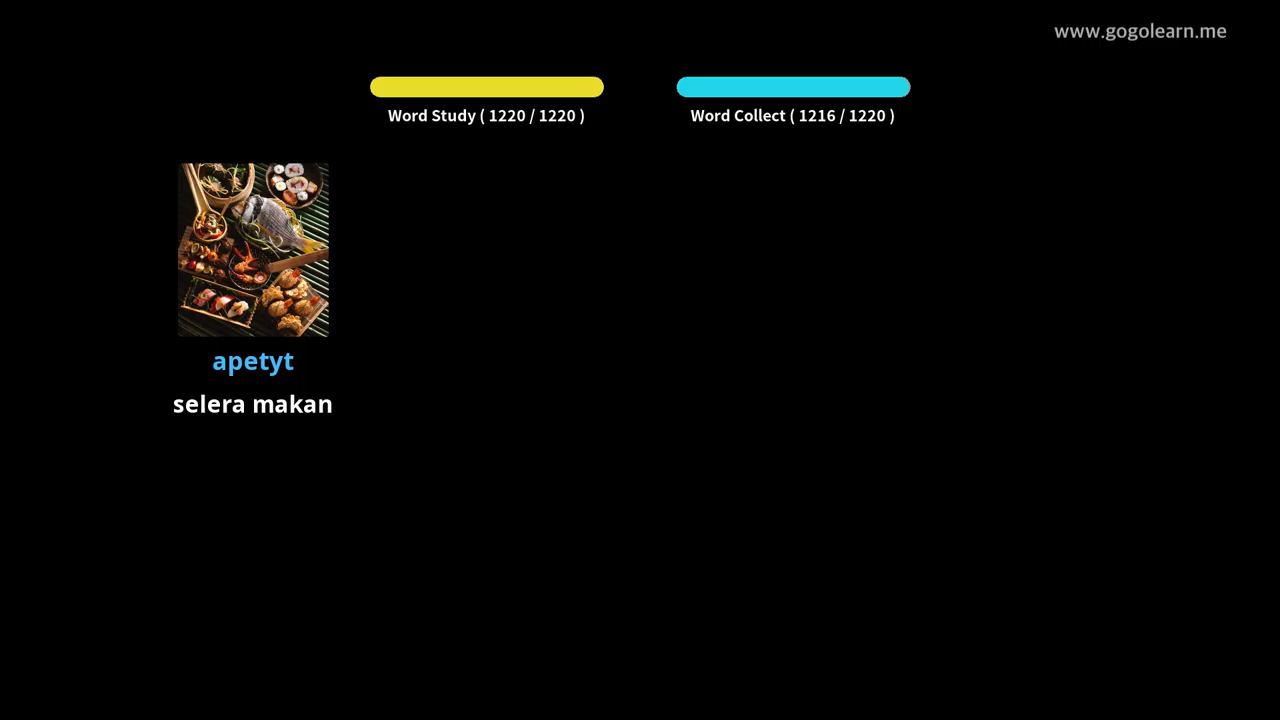 www.gogolearn.me
Word Study ( 1220 / 1220 )
Word Collect ( 1216 / 1220 )
apetyt
selera makan